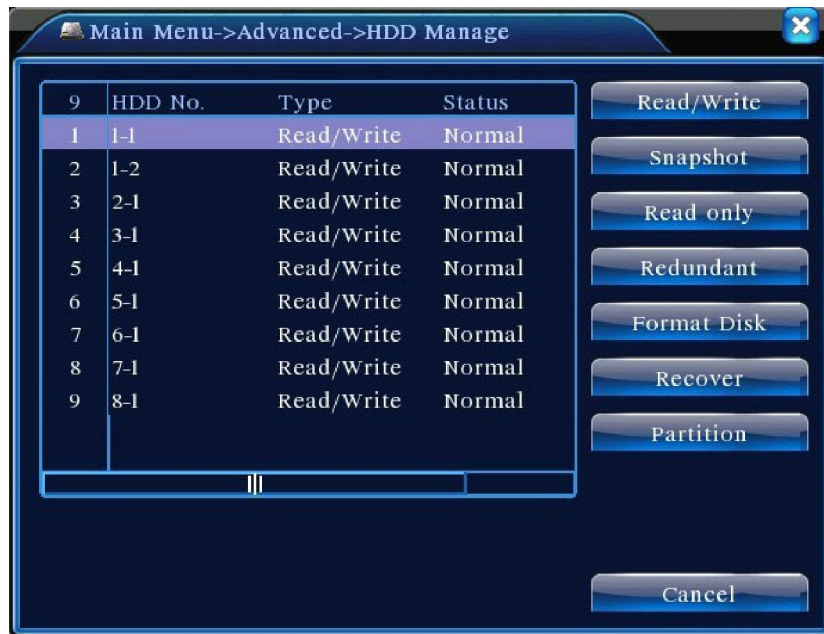 Main Menu->Advanced->HDD Manage
9 HDD No. Type Status
1 1-1 Read/Write Normal
2 1-2 Read/Write Normal
3 2-1 Read/Write Normal
4 3-1 Read/Write Normal
5 4-1 Read/Write Normal
6 5-1 Read/Write Normal
7 6-1 Read/Write Normal
8 7-1 Read/Write Normal
9 8-1 Read/Write Normal
Read/Write
Snapshot
Read only
Redundant
Format Disk
Recover
Partition
Cancel